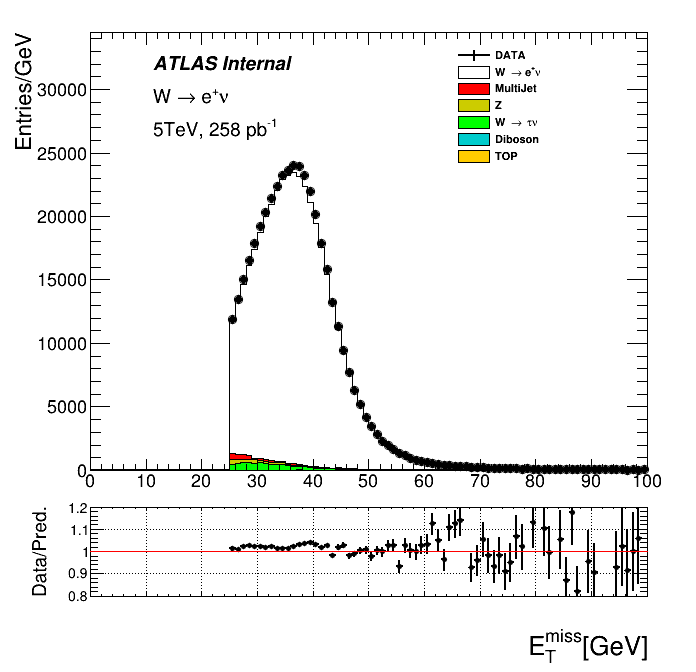 Entries/GeV
ATLAS Internal
W → e⁺ν
5TeV, 258 pb⁻¹
DATA
W → e⁺ν
MultiJet
Z
W → τν
Diboson
TOP
30000
25000
20000
15000
10000
5000
0
0 10 20 30 40 50 60 70 80 90 100
Data/Pred.
1.2
1.1
1
0.9
0.8
E_T^miss[GeV]